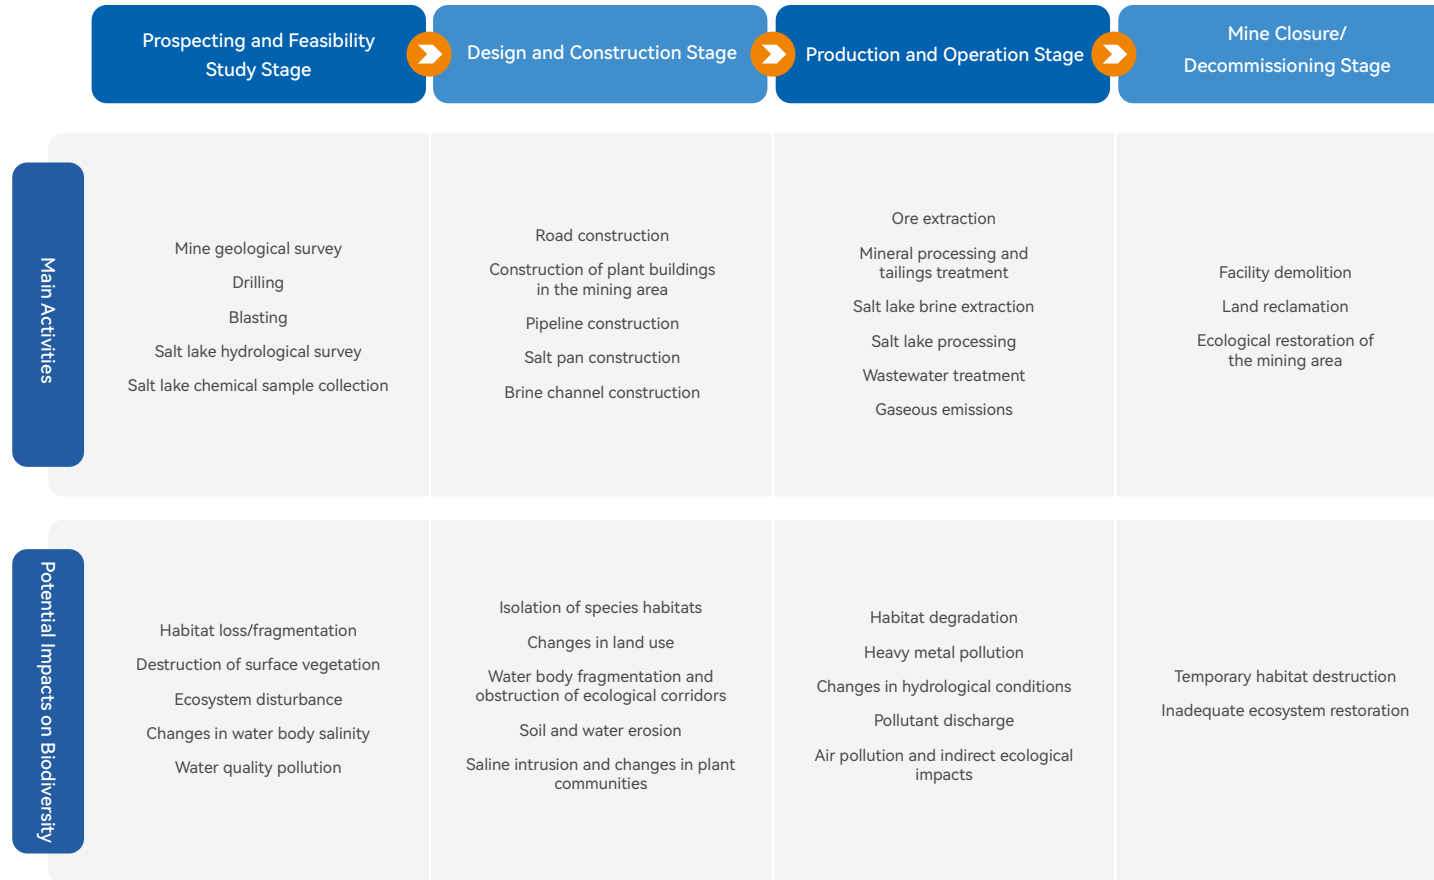 Prospecting and Feasibility
Study Stage
Design and Construction Stage
Production and Operation Stage
Mine Closure/
Decommissioning Stage
Main Activities
Mine geological survey
Drilling
Blasting
Salt lake hydrological survey
Salt lake chemical sample collection
Road construction
Construction of plant buildings
in the mining area
Pipeline construction
Salt pan construction
Brine channel construction
Ore extraction
Mineral processing and
tailings treatment
Salt lake brine extraction
Salt lake processing
Wastewater treatment
Gaseous emissions
Facility demolition
Land reclamation
Ecological restoration of
the mining area
Potential Impacts on Biodiversity
Habitat loss/fragmentation
Destruction of surface vegetation
Ecosystem disturbance
Changes in water body salinity
Water quality pollution
Isolation of species habitats
Changes in land use
Water body fragmentation and
obstruction of ecological corridors
Soil and water erosion
Saline intrusion and changes in plant
communities
Habitat degradation
Heavy metal pollution
Changes in hydrological conditions
Pollutant discharge
Air pollution and indirect ecological
impacts
Temporary habitat destruction
Inadequate ecosystem restoration